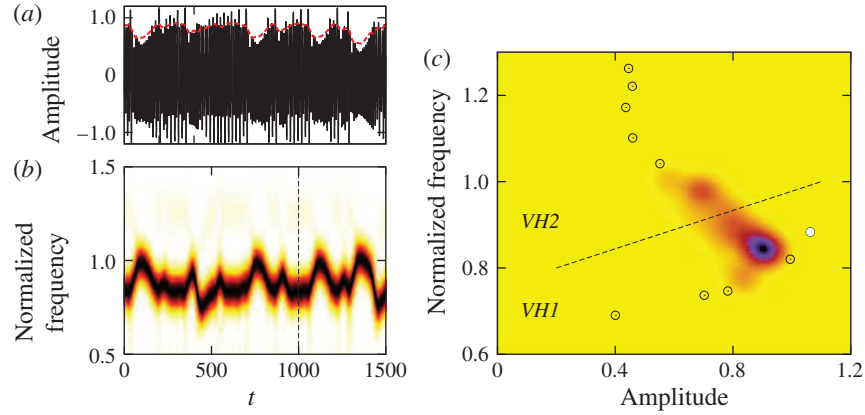 (a)
1.0
0
–1.0
Amplitude
(b)
1.5
1.0
0.5
Normalized
frequency
0
500
1000
1500
t
(c)
1.2
1.0
0.8
0.6
Normalized frequency
VH2
VH1
0
0.4
0.8
1.2
Amplitude